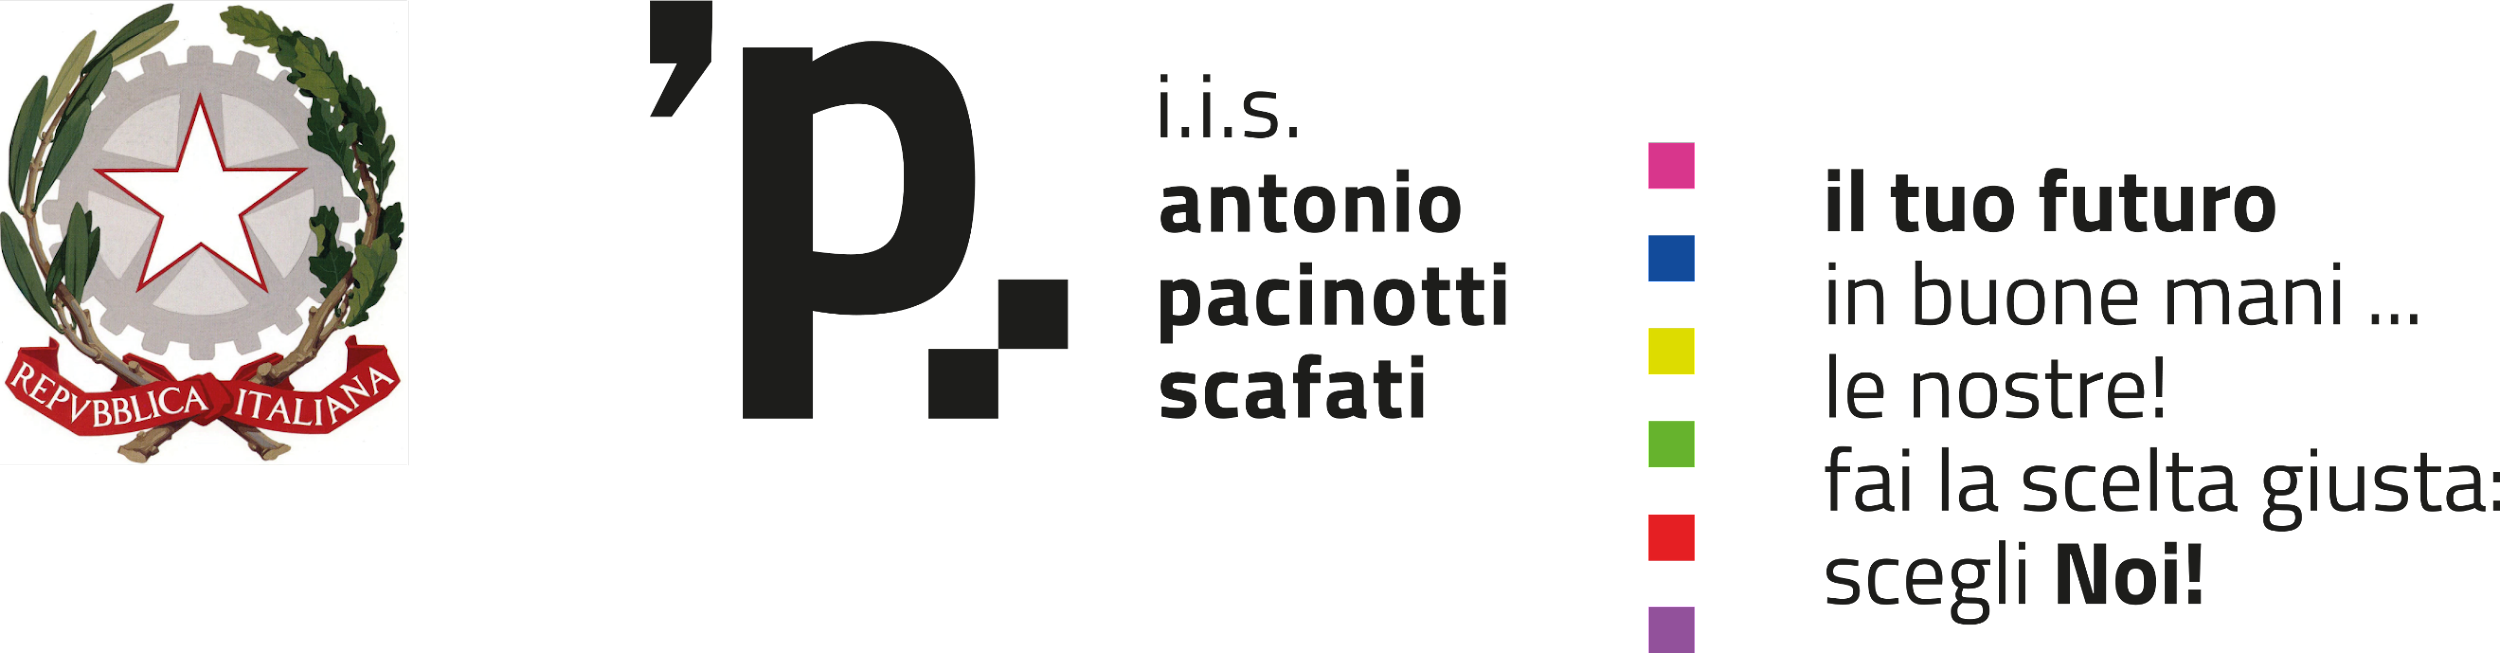 REPVBBLICA ITALIANA
'p.
i.i.s.
antonio
pacinotti
scafati
il tuo futuro
in buone mani ...
le nostre!
fai la scelta giusta:
scegli Noi!